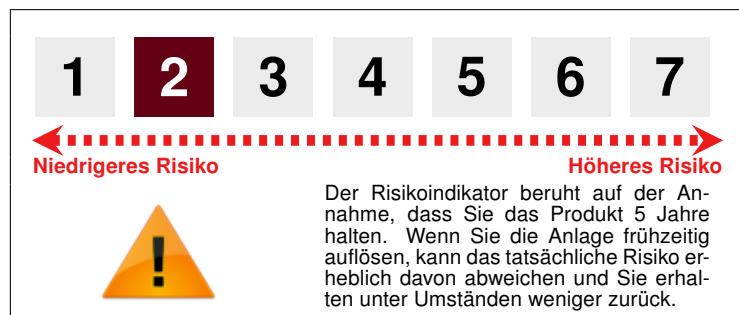 1 2 3 4 5 6 7
Niedrigeres Risiko Höheres Risiko
Der Risikoindikator beruht auf der An-
nahme, dass Sie das Produkt 5 Jahre
halten. Wenn Sie die Anlage frühzeitig
auflösen, kann das tatsächliche Risiko er-
heblich davon abweichen und Sie erhal-
ten unter Umständen weniger zurück.